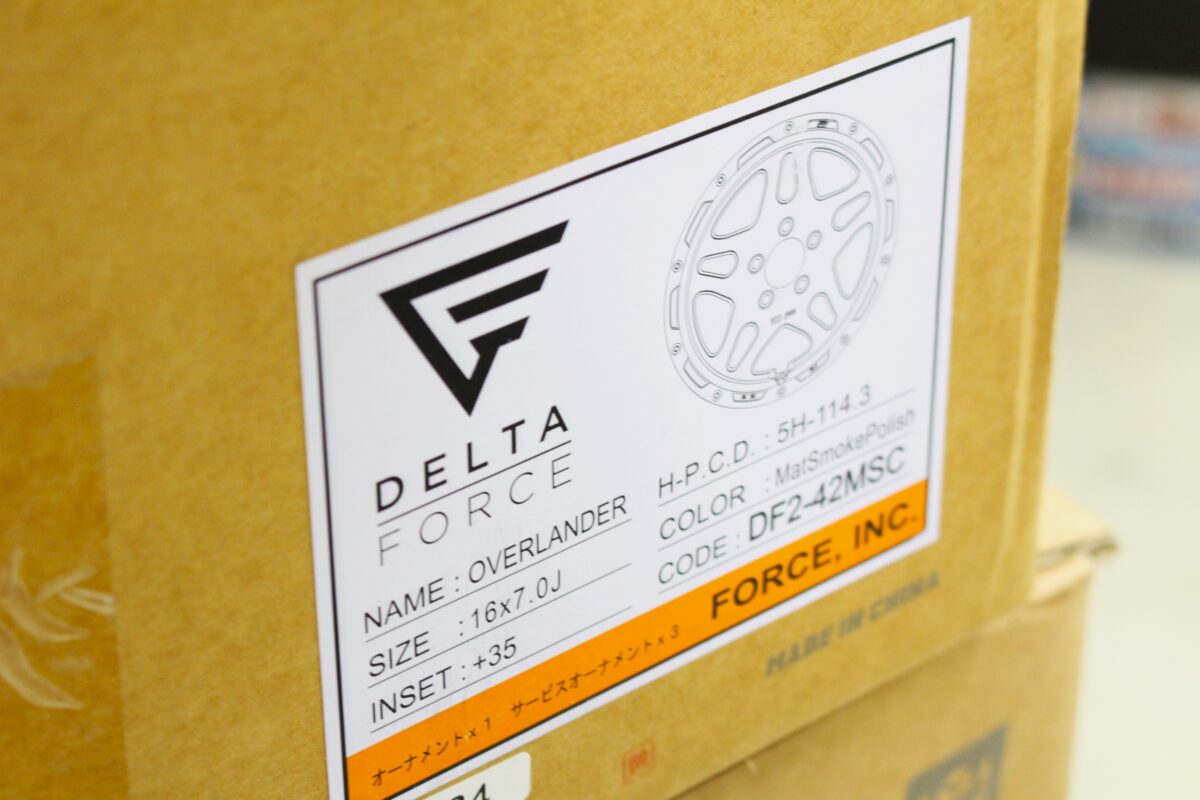 DELTA
FORCE
NAME : OVERLANDER
SIZE : 16x7.0J
INSET : +35
H-P.C.D. : 5H-114.3
COLOR : MatSmokePolish
CODE : DF2-42MSC
オーナメントx 1 サービスオーナメントx 3
FORCE, INC.
MADE IN CHINA